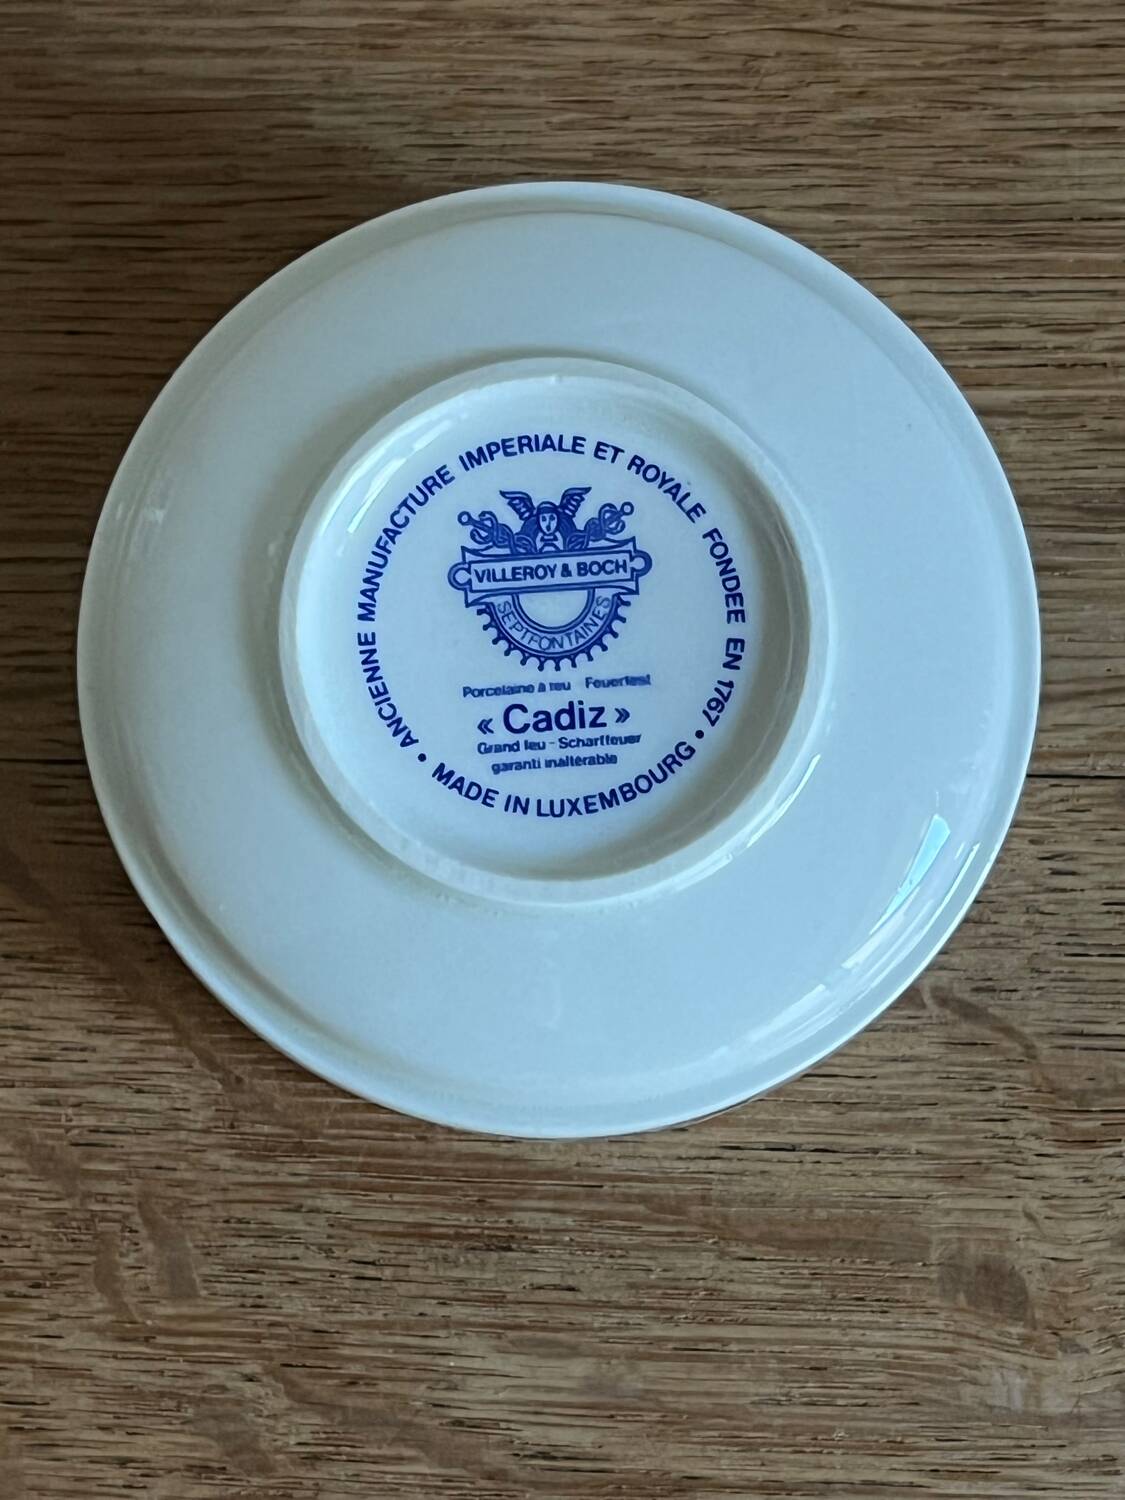 ANCIENNE MANUFACTURE IMPERIALE ET ROYALE FONDEE EN 1767
VILLEROY & BOCH
SEPTFONTAINES
Porcelaine à feu Feuerfest
« Cadiz »
Grand feu - Scharffeuer
garanti inaltérable
• MADE IN LUXEMBOURG •